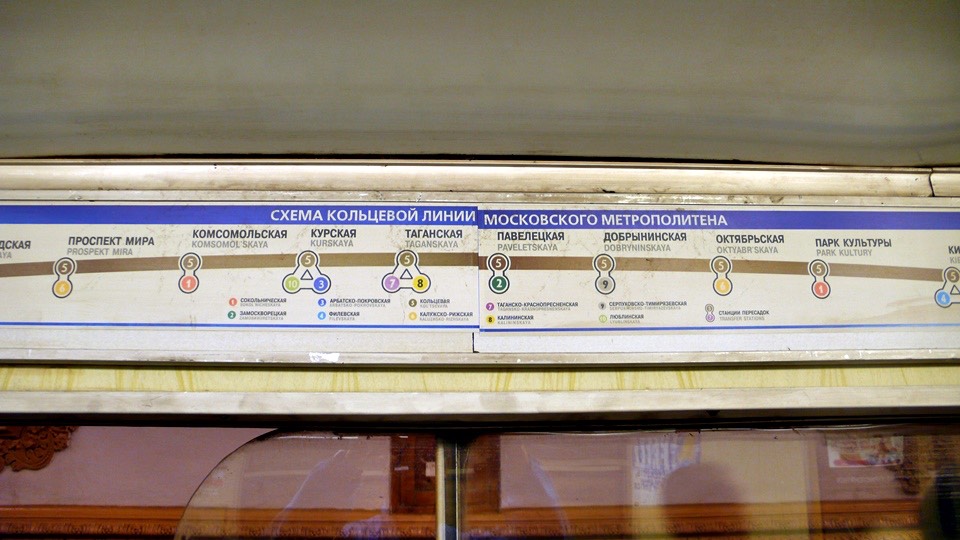 СХЕМА КОЛЬЦЕВОЙ ЛИНИИ МОСКОВСКОГО МЕТРОПОЛИТЕНА
ДСКАЯ
ПРОСПЕКТ МИРА
PROSPEKT MIRA
5
6
КОМСОМОЛЬСКАЯ
KOMSOMOL'SKAYA
5
1
КУРСКАЯ
KURSKAYA
5
10 3
ТАГАНСКАЯ
TAGANSKAYA
5
7 8
ПАВЕЛЕЦКАЯ
PAVELETSKAYA
5
2
ДОБРЫНИНСКАЯ
DOBRYNINSKAYA
5
9
ОКТЯБРЬСКАЯ
OKTYABR'SKAYA
5
6
ПАРК КУЛЬТУРЫ
PARK KULTURY
5
1
КИ
5
4
1 СОКОЛЬНИЧЕСКАЯ
2 ЗАМОСКВОРЕЦКАЯ
3 АРБАТСКО-ПОКРОВСКАЯ
4 ФИЛЕВСКАЯ
5 КОЛЬЦЕВАЯ
6 КАЛУЖСКО-РИЖСКАЯ
7 ТАГАНСКО-КРАСНОПРЕСНЕНСКАЯ
8 КАЛИНИНСКАЯ
9 СЕРПУХОВСКО-ТИМИРЯЗЕВСКАЯ
10 ЛЮБЛИНСКАЯ
СТАНЦИИ ПЕРЕСАДОК
TRANSFER STATIONS